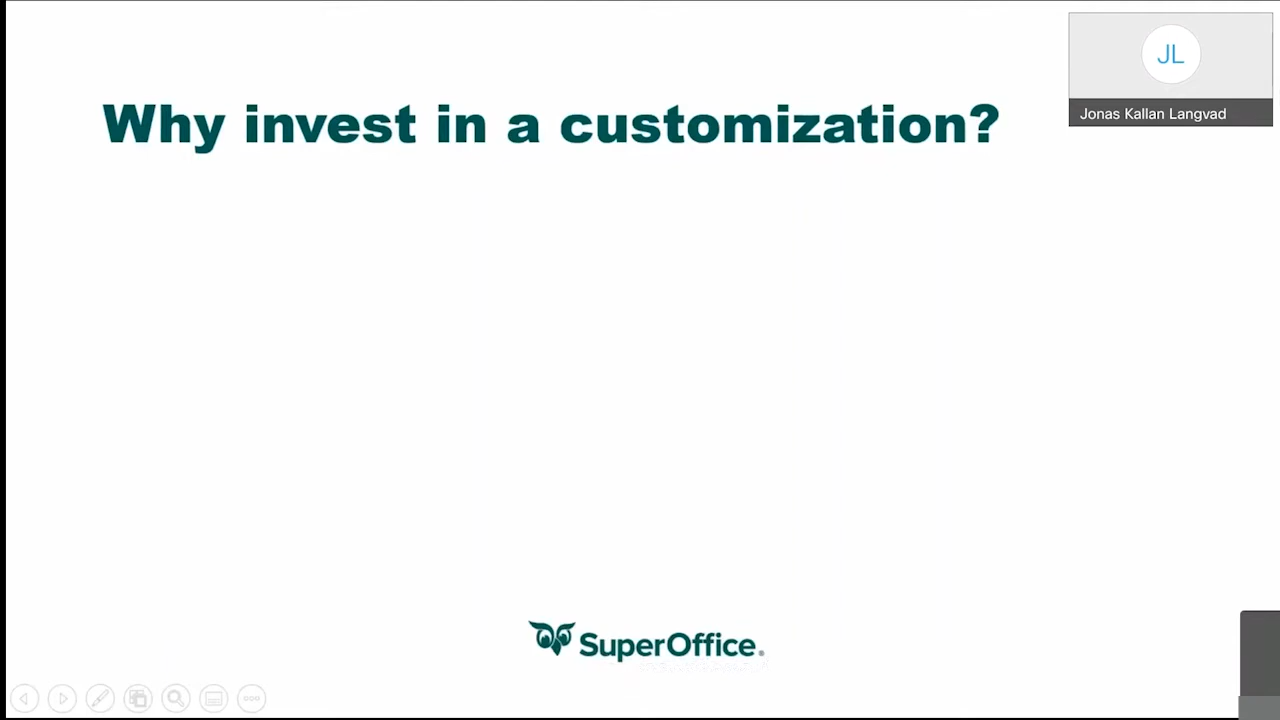 Why invest in a customization?
JL
Jonas Kallan Langvad
SuperOffice.